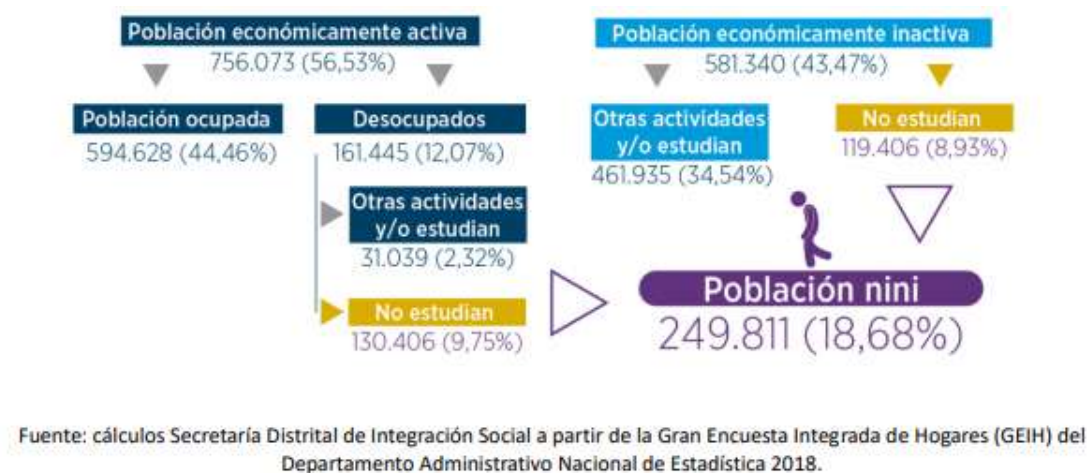 Población económicamente activa
756.073 (56,53%)
Población económicamente inactiva
581.340 (43,47%)
Población ocupada
594.628 (44,46%)
Desocupados
161.445 (12,07%)
Otras actividades
y/o estudian
31.039 (2,32%)
No estudian
130.406 (9,75%)
Otras actividades
y/o estudian
461.935 (34,54%)
No estudian
119.406 (8,93%)
Población nini
249.811 (18,68%)
Fuente: cálculos Secretaría Distrital de Integración Social a partir de la Gran Encuesta Integrada de Hogares (GEIH) del
Departamento Administrativo Nacional de Estadística 2018.